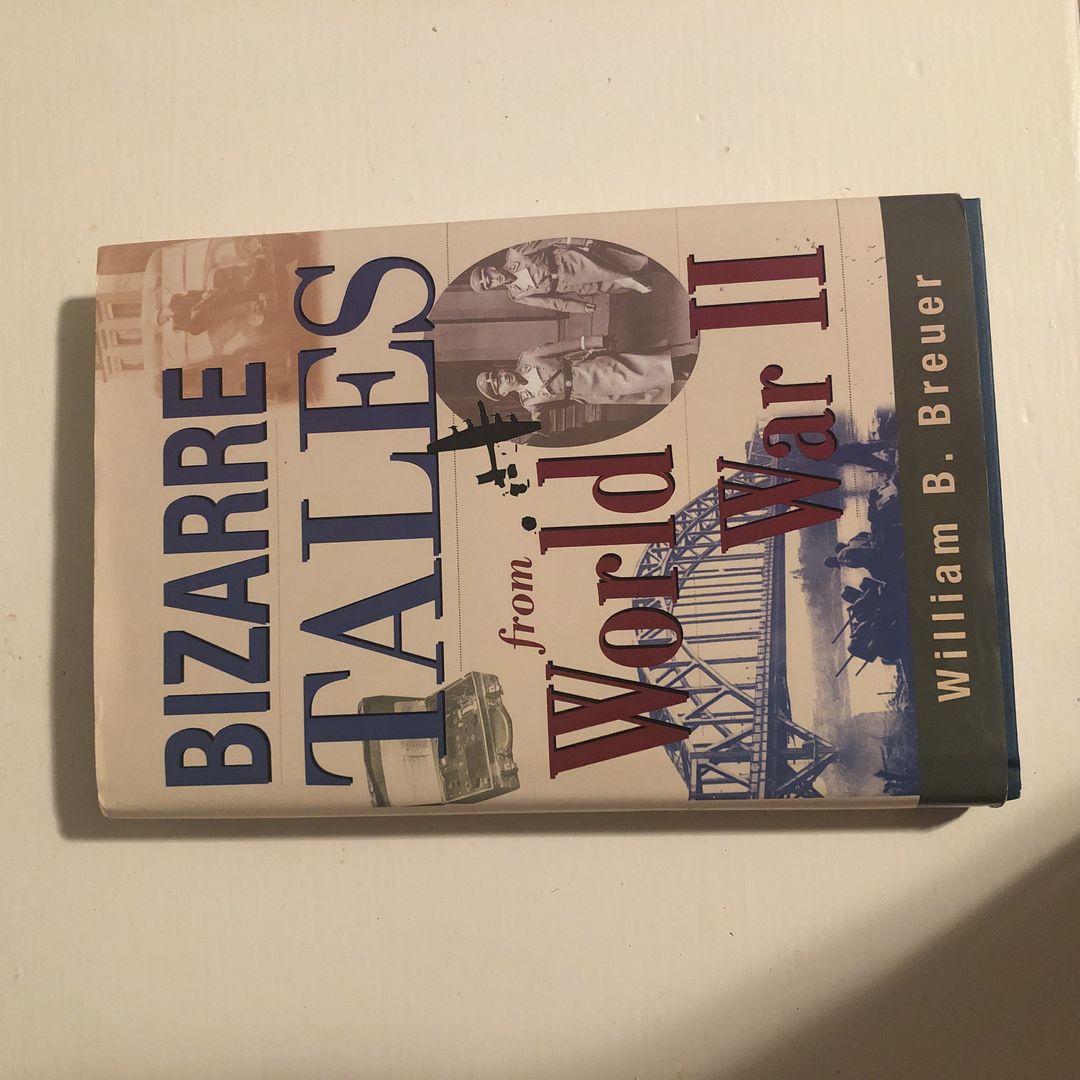 BIZARRE
TALES
from
World
War II
William B. Breuer